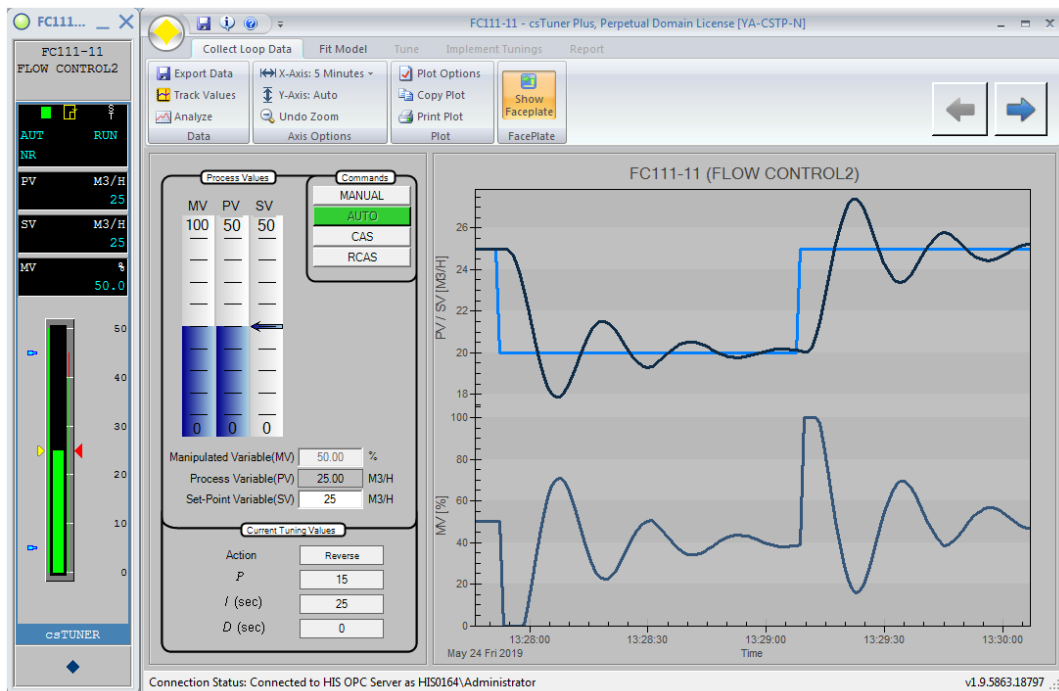 FC111...
FC111-11
FLOW CONTROL2
AUT RUN
NR
PV M3/H
25
SV M3/H
25
MV %
50.0
50
40
30
20
10
0
csTUNER
FC111-11 - csTuner Plus, Perpetual Domain License [YA-CSTP-N]
Collect Loop Data Fit Model Tune Implement Tunings Report
Export Data
Track Values
Analyze
Data
X-Axis: 5 Minutes
Y-Axis: Auto
Undo Zoom
Axis Options
Plot Options
Copy Plot
Print Plot
Plot
Show
Faceplate
FacePlate
Process Values
MV PV SV
100 50 50
0 0 0
Commands
MANUAL
AUTO
CAS
RCAS
Manipulated Variable(MV) 50.00 %
Process Variable(PV) 25.00 M3/H
Set-Point Variable(SV) 25 M3/H
Current Tuning Values
Action Reverse
P 15
I (sec) 25
D (sec) 0
FC111-11 (FLOW CONTROL2)
PV / SV [M3/H]
26
24
22
20
18
MV [%]
100
80
60
40
20
0
13:28:00 13:28:30 13:29:00 13:29:30 13:30:00
May 24 Fri 2019
Time
Connection Status: Connected to HIS OPC Server as HIS0164\Administrator
v1.9.5863.18797